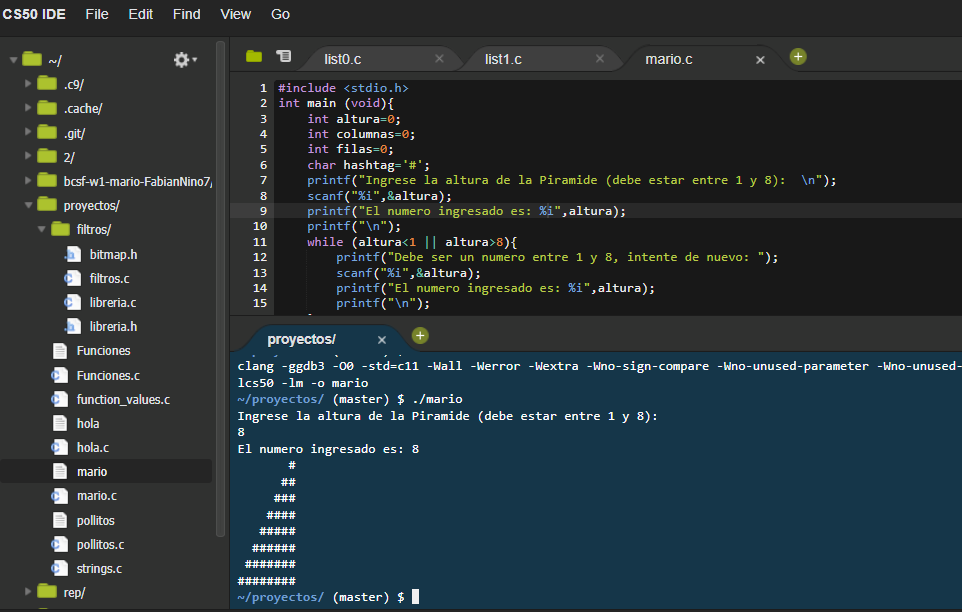 CS50 IDE File Edit Find View Go
~/
.c9/
.cache/
.git/
2/
bcsf-w1-mario-FabianNino7/
proyectos/
filtros/
bitmap.h
filtros.c
libreria.c
libreria.h
Funciones
Funciones.c
function_values.c
hola
hola.c
mario
mario.c
pollitos
pollitos.c
strings.c
rep/
list0.c list1.c mario.c
1 #include <stdio.h>
2 int main (void){
3     int altura=0;
4     int columnas=0;
5     int filas=0;
6     char hashtag='#';
7     printf("Ingrese la altura de la Piramide (debe estar entre 1 y 8):  \n");
8     scanf("%i",&altura);
9     printf("El numero ingresado es: %i",altura);
10     printf("\n");
11     while (altura<1 || altura>8){
12         printf("Debe ser un numero entre 1 y 8, intente de nuevo: ");
13         scanf("%i",&altura);
14         printf("El numero ingresado es: %i",altura);
15         printf("\n");
proyectos/
clang -ggdb3 -O0 -std=c11 -Wall -Werror -Wextra -Wno-sign-compare -Wno-unused-parameter -Wno-unused-
lcs50 -lm -o mario
~/proyectos/ (master) $ ./mario
Ingrese la altura de la Piramide (debe estar entre 1 y 8):
8
El numero ingresado es: 8
       #
      ##
     ###
    ####
   #####
  ######
 #######
########
~/proyectos/ (master) $